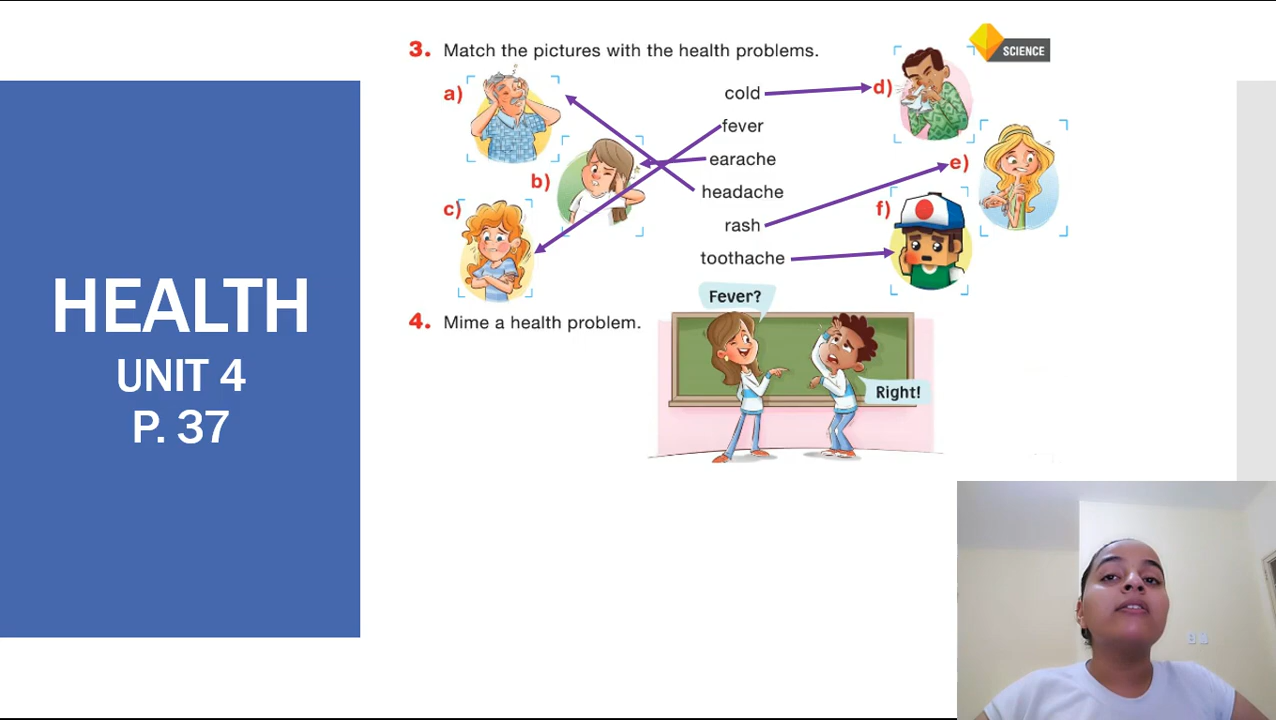 HEALTH
UNIT 4
P. 37
3. Match the pictures with the health problems.
SCIENCE
a)
b)
c)
cold
fever
earache
headache
rash
toothache
d)
e)
f)
4. Mime a health problem.
Fever?
Right!